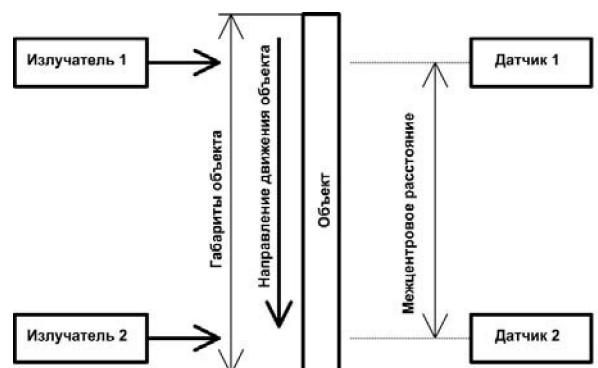 Излучатель 1
Габариты объекта
Направление движения объекта
Объект
Межцентровое расстояние
Датчик 1
Излучатель 2
Датчик 2